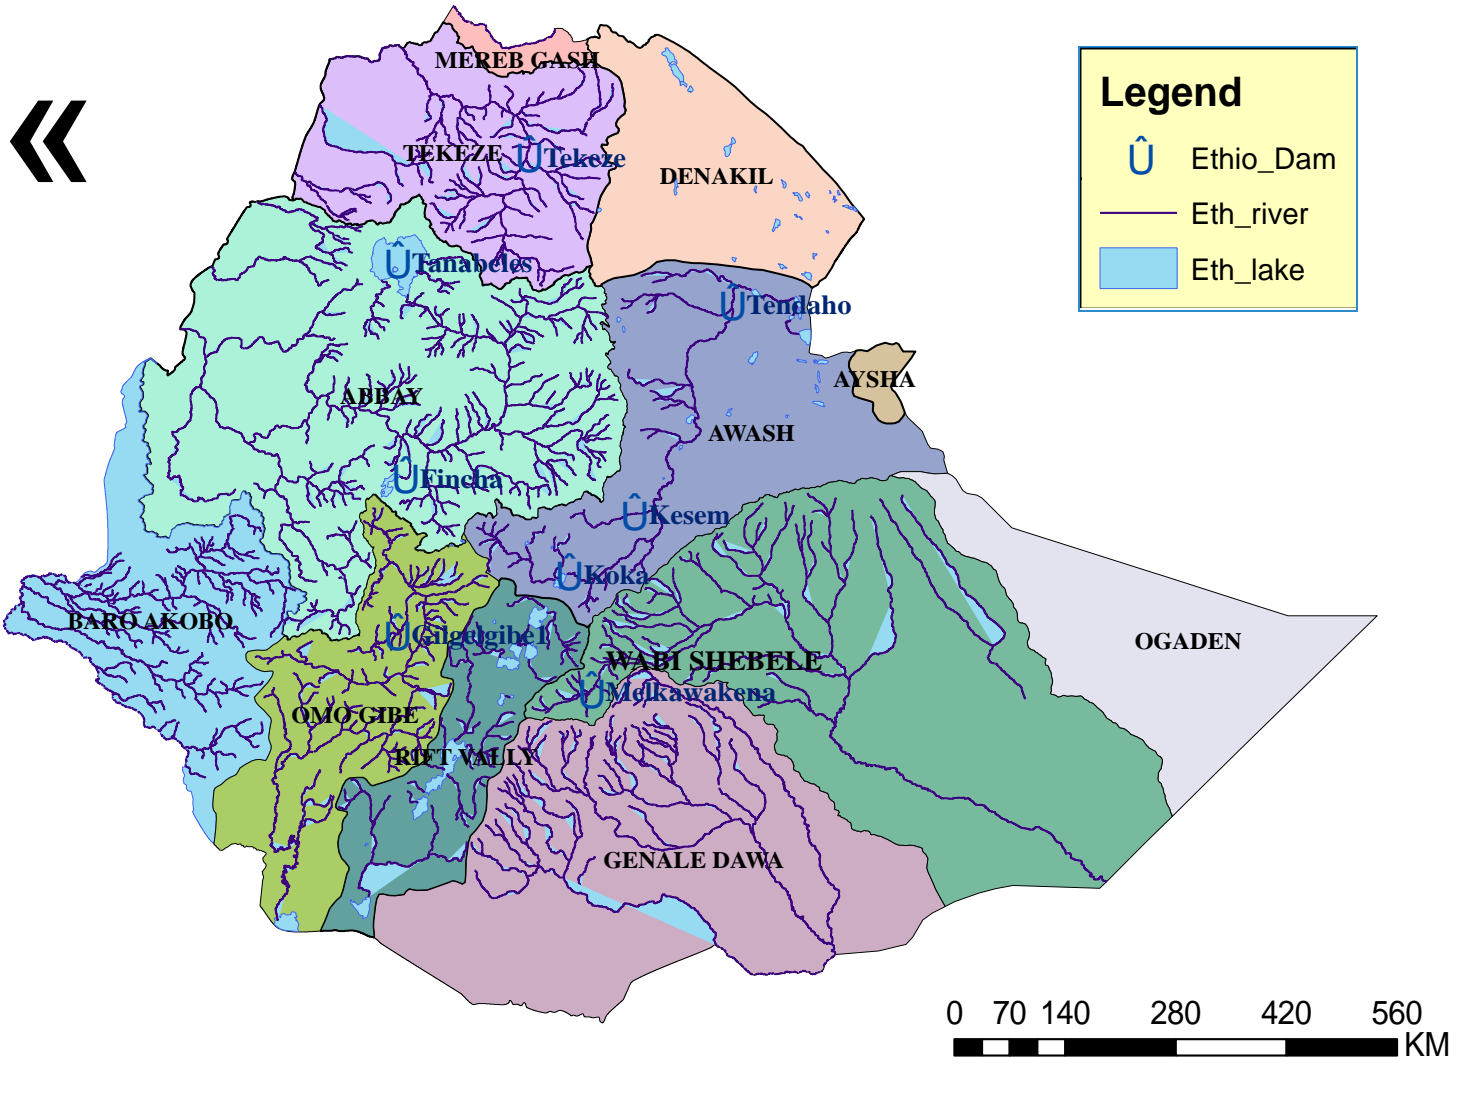 MEREB GASH
Legend
Û Ethio_Dam
Eth_river
Eth_lake
TEKEZE
Û Tekeze
DENAKIL
Û Tanabeles
Û Tendaho
AYSHA
ABBAY
AWASH
Û Fincha
Û Kesem
Û Koka
BARO AKOBO
Û Gilgelgibe1
OGADEN
WABI SHEBELE
Û Melkawakena
OMO GIBE
RIFT VALLY
GENALE DAWA
0 70 140 280 420 560
KM